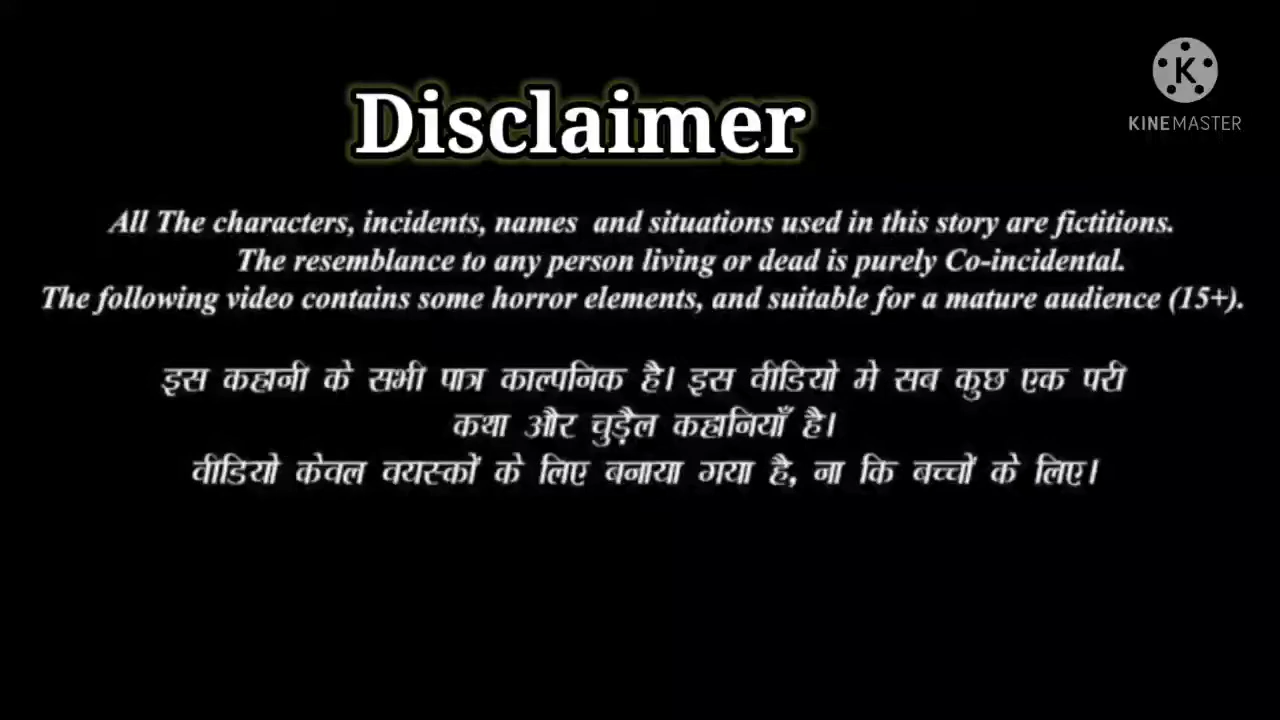 K
KINEMASTER
Disclaimer
All The characters, incidents, names and situations used in this story are fictitions.
The resemblance to any person living or dead is purely Co-incidental.
The following video contains some horror elements, and suitable for a mature audience (15+).
इस कहानी के सभी पात्र काल्पनिक है। इस वीडियो मे सब कुछ एक परी
कथा और चुड़ैल कहानियाँ है।
वीडियो केवल वयस्कों के लिए बनाया गया है, ना कि बच्चों के लिए।